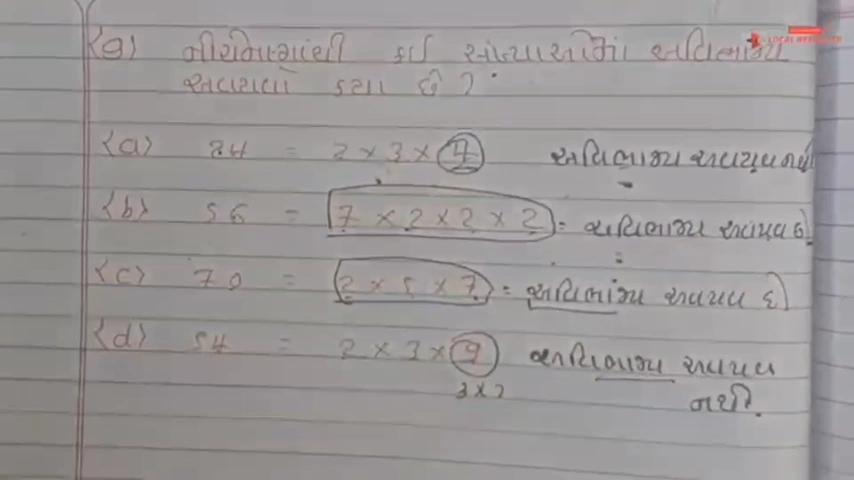 (9) નીચેનામાંથી કઈ સંખ્યાઓમાં અવિભાજ્ય
અવયવો કયા છે ?
(a) 24 = 2 × 3 × 4 અવિભાજ્ય અવયવ નથી
(b) 56 = 7 × 2 × 2 × 2 = અવિભાજ્ય અવયવ છે
(c) 70 = 2 × 5 × 7 = અવિભાજ્ય અવયવ છે
(d) 54 = 2 × 3 × 9 અવિભાજ્ય અવયવ
3×3 નથી.